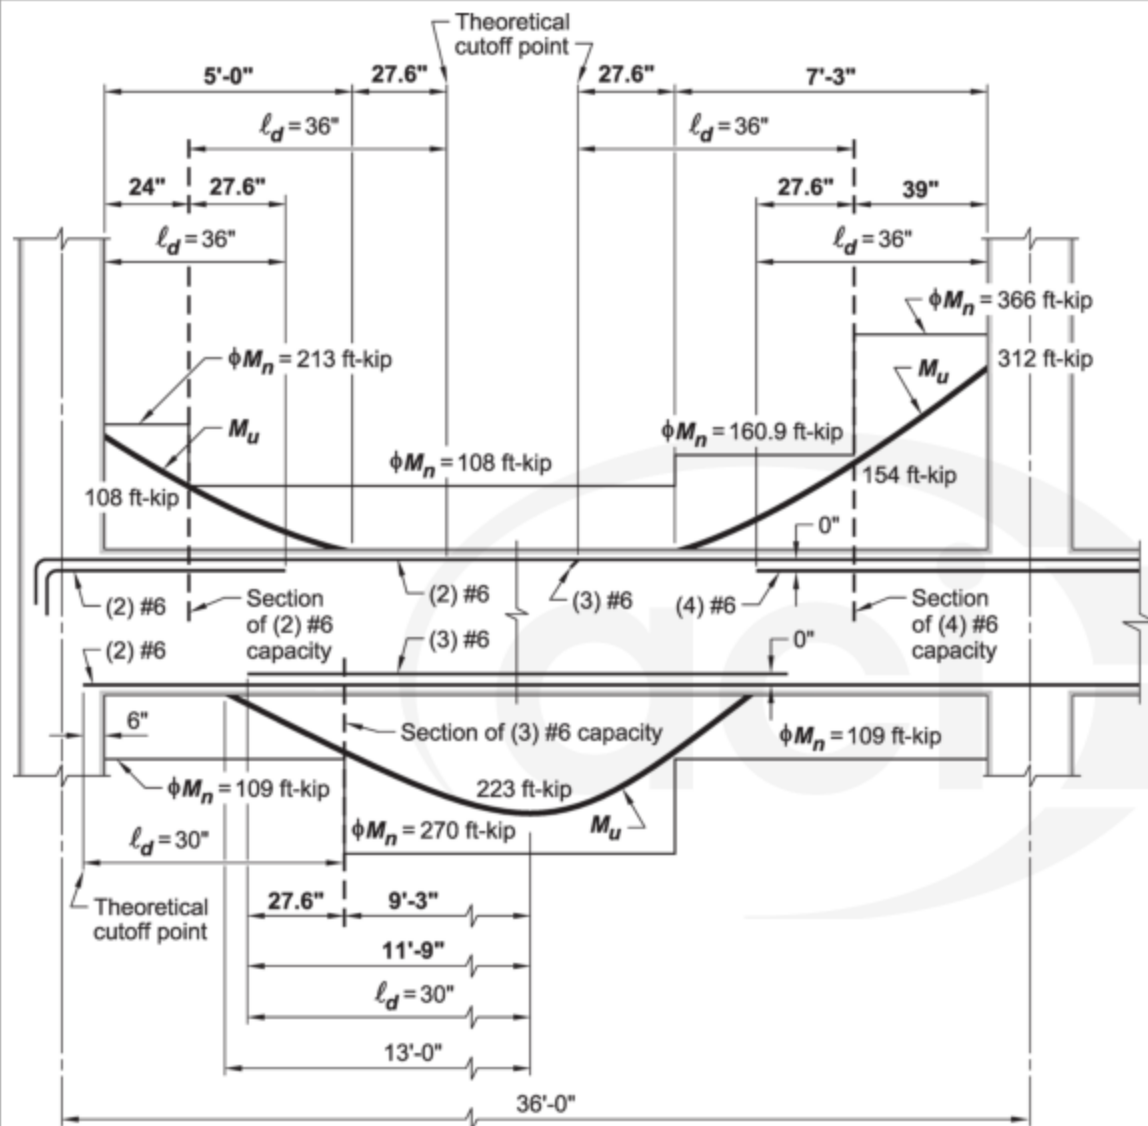 Theoretical
cutoff point
5'-0"
27.6"
27.6"
7'-3"
ℓd = 36"
ℓd = 36"
24"
27.6"
27.6"
39"
ℓd = 36"
ℓd = 36"
ϕMn = 366 ft-kip
ϕMn = 213 ft-kip
Mu
312 ft-kip
Mu
ϕMn = 160.9 ft-kip
ϕMn = 108 ft-kip
154 ft-kip
108 ft-kip
0"
(2) #6
Section
of (2) #6
capacity
(2) #6
(3) #6
(4) #6
Section
of (4) #6
capacity
(3) #6
0"
(2) #6
6"
Section of (3) #6 capacity
ϕMn = 109 ft-kip
ϕMn = 109 ft-kip
223 ft-kip
ϕMn = 270 ft-kip
Mu
ℓd = 30"
Theoretical
cutoff point
27.6"
9'-3"
11'-9"
ℓd = 30"
13'-0"
36'-0"
aci